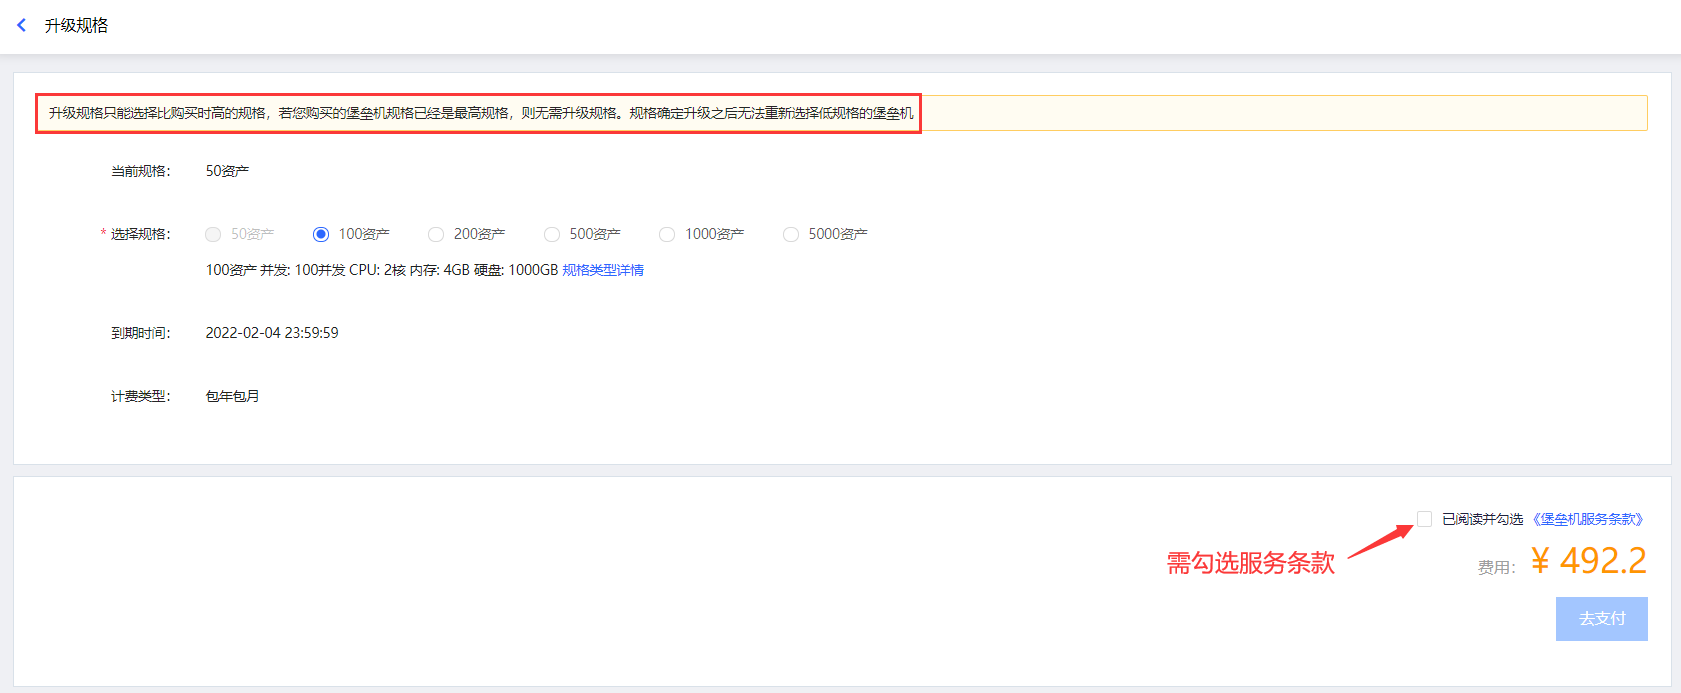 升级规格
升级规格只能选择比购买时高的规格，若您购买的堡垒机规格已经是最高规格，则无需升级规格。规格确定升级之后无法重新选择低规格的堡垒机
当前规格： 50资产
* 选择规格： 50资产 100资产 200资产 500资产 1000资产 5000资产
100资产 并发: 100并发 CPU: 2核 内存: 4GB 硬盘: 1000GB 规格类型详情
到期时间： 2022-02-04 23:59:59
计费类型： 包年包月
已阅读并勾选 《堡垒机服务条款》
需勾选服务条款
费用： ¥ 492.2
去支付